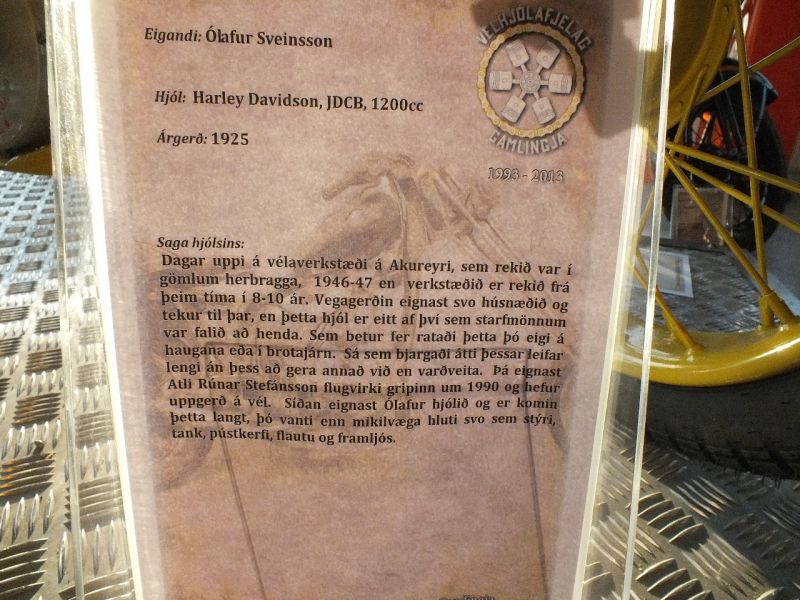 Eigandi: Ólafur Sveinsson
VÉLHJÓLAFJELAG
GAMLINGJA
1993 - 2013
Hjól: Harley Davidson, JDCB, 1200cc
Árgerð: 1925
Saga hjólsins:
Dagar uppi á vélaverkstæði á Akureyri, sem rekið var í
gömlum herbragga, 1946-47 en verkstæðið er rekið frá
þeim tíma í 8-10 ár. Vegagerðin eignast svo húsnæðið og
tekur til þar, en þetta hjól er eitt af því sem starfmönnum
var falið að henda. Sem betur fer rataði þetta þó eigi á
haugana eða í brotajárn. Sá sem bjargaði átti þessar leifar
lengi án þess að gera annað við en varðveita. Þá eignast
Atli Rúnar Stefánsson flugvirki gripinn um 1990 og hefur
uppgerð á vél. Síðan eignast Ólafur hjólið og er komin
þetta langt, þó vanti enn mikilvæga hluti svo sem stýri,
tank, pústkerfi, flautu og framljós.